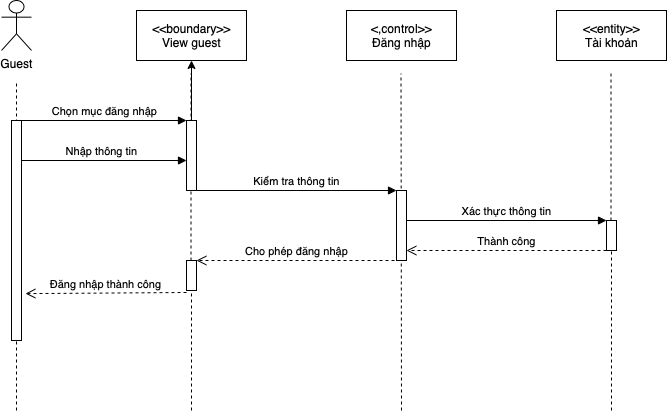 <<boundary>>
View guest
<,control>>
Đăng nhập
<<entity>>
Tài khoản
Guest
Chọn mục đăng nhập
Nhập thông tin
Kiểm tra thông tin
Xác thực thông tin
Thành công
Cho phép đăng nhập
Đăng nhập thành công